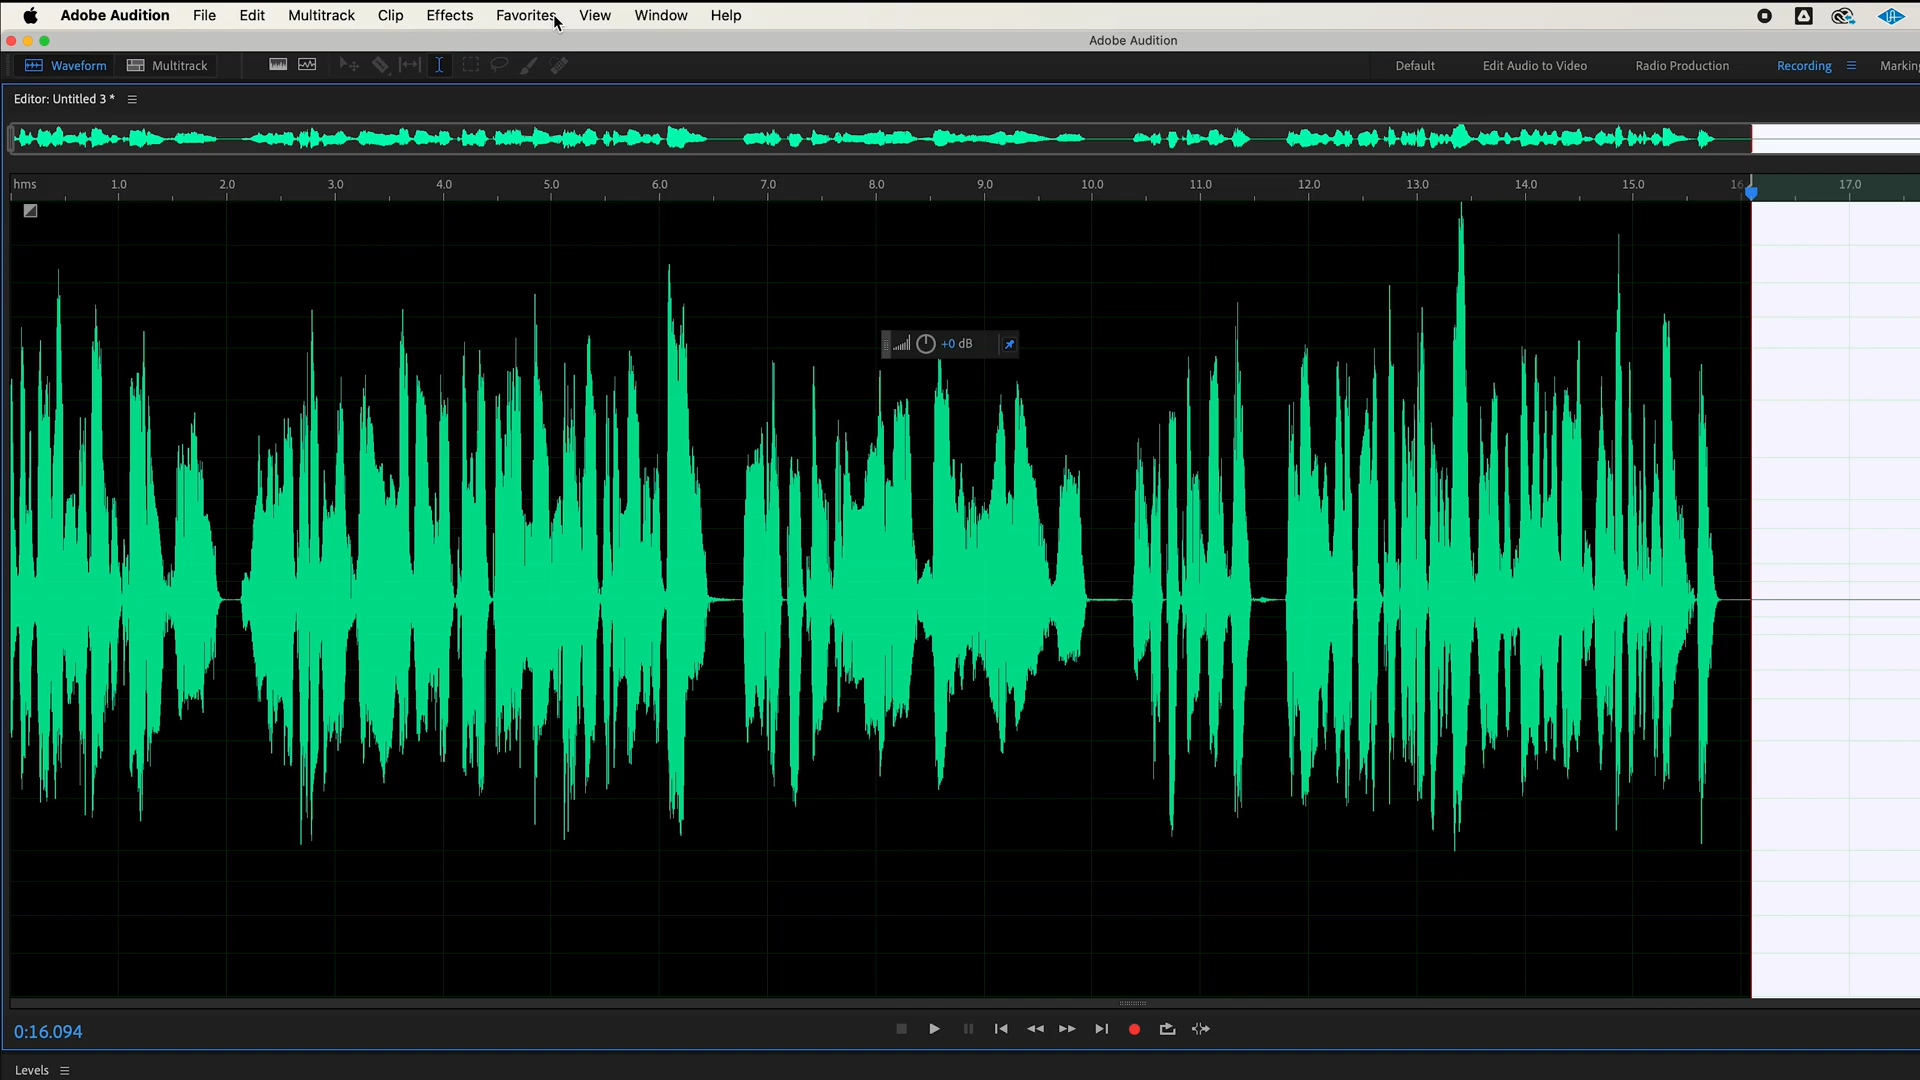 Adobe Audition File Edit Multitrack Clip Effects Favorites View Window Help
Adobe Audition
Waveform Multitrack Default Edit Audio to Video Radio Production Recording
Editor: Untitled 3 *
hms 1.0 2.0 3.0 4.0 5.0 6.0 7.0 8.0 9.0 10.0 11.0 12.0 13.0 14.0 15.0 16 17.0
+0 dB
0:16.094
Levels